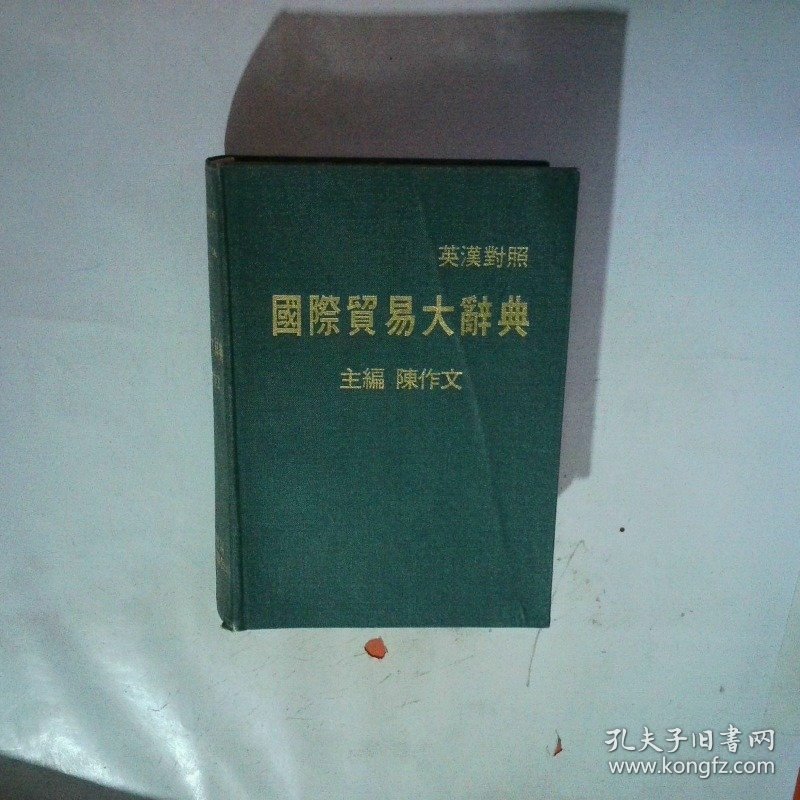 英漢對照
國際貿易大辭典
主編 陳作文
孔夫子旧书网
www.kongfz.com